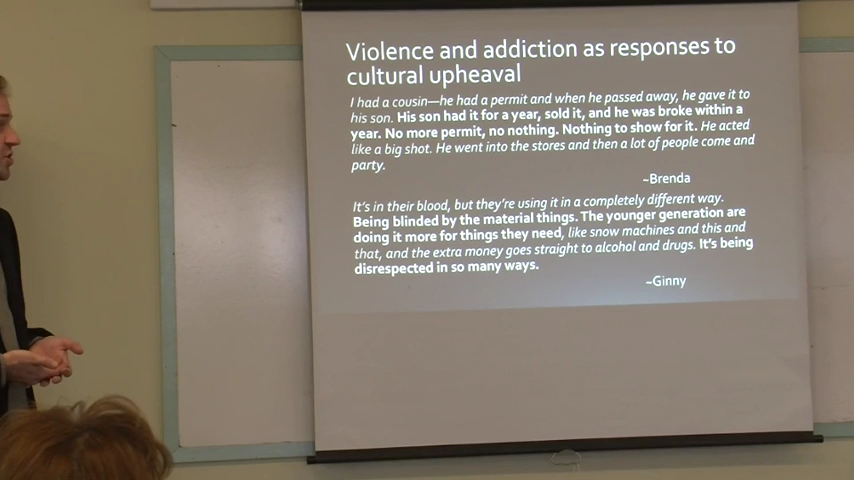 Violence and addiction as responses to
cultural upheaval
I had a cousin—he had a permit and when he passed away, he gave it to
his son. His son had it for a year, sold it, and he was broke within a
year. No more permit, no nothing. Nothing to show for it. He acted
like a big shot. He went into the stores and then a lot of people come and
party.
~Brenda
It's in their blood, but they're using it in a completely different way.
Being blinded by the material things. The younger generation are
doing it more for things they need, like snow machines and this and
that, and the extra money goes straight to alcohol and drugs. It's being
disrespected in so many ways.
~Ginny